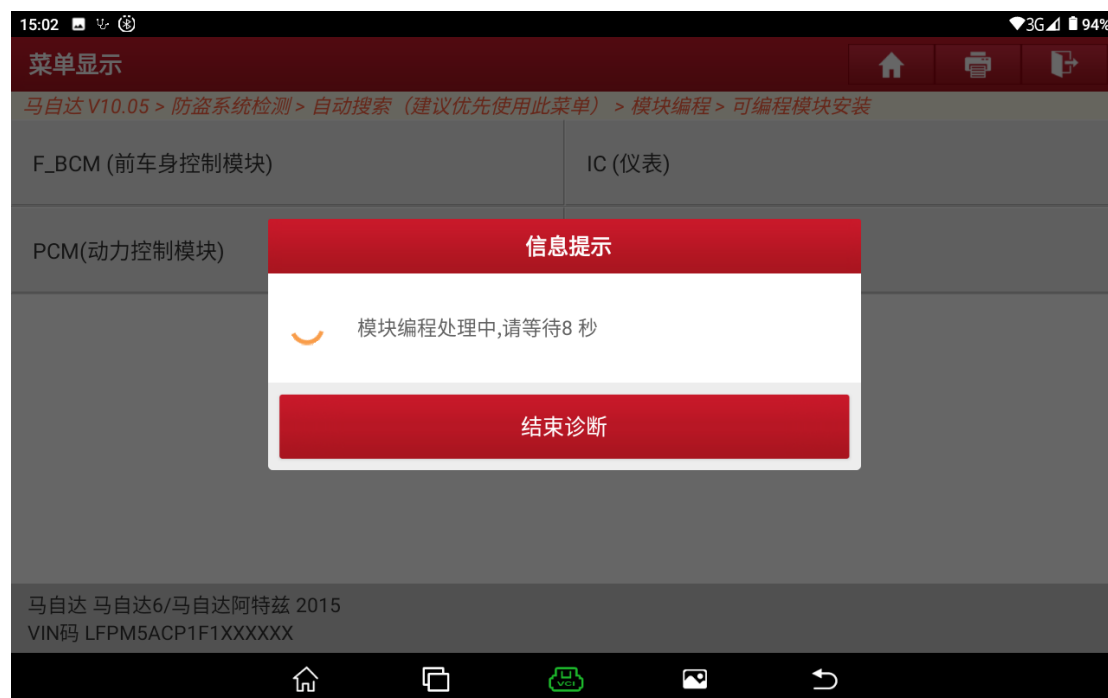 15:02 3G 94%
菜单显示
马自达 V10.05 > 防盗系统检测 > 自动搜索（建议优先使用此菜单） > 模块编程 > 可编程模块安装
F_BCM (前车身控制模块) IC (仪表)
PCM(动力控制模块)
信息提示
模块编程处理中,请等待8 秒
结束诊断
马自达 马自达6/马自达阿特兹 2015
VIN码 LFPM5ACP1F1XXXXXX
VCI